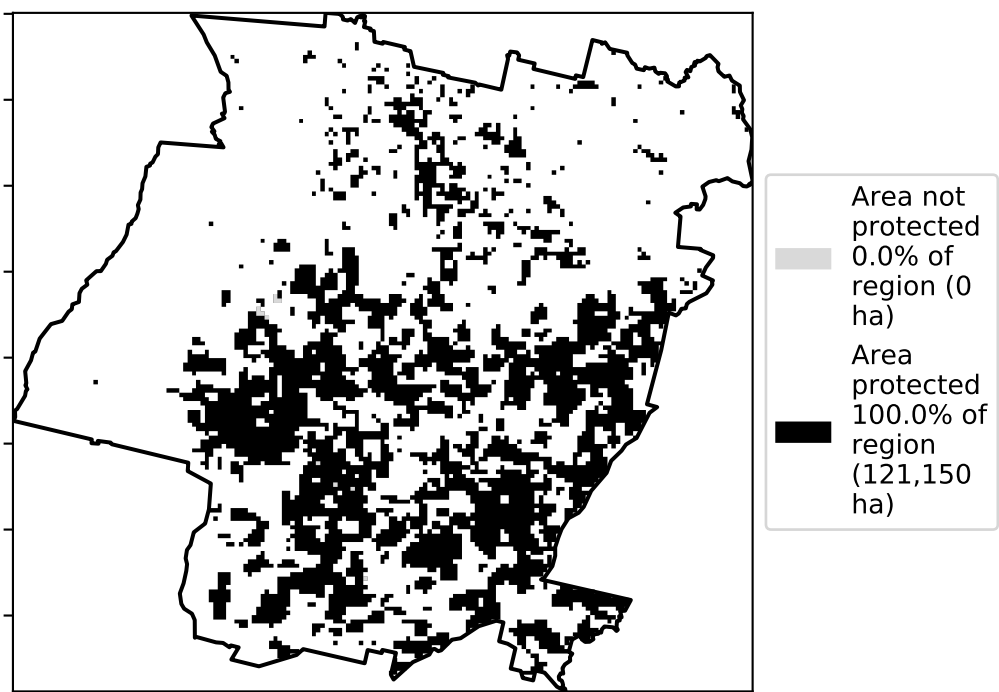 Area not
protected
0.0% of
region (0
ha)
Area
protected
100.0% of
region
(121,150
ha)